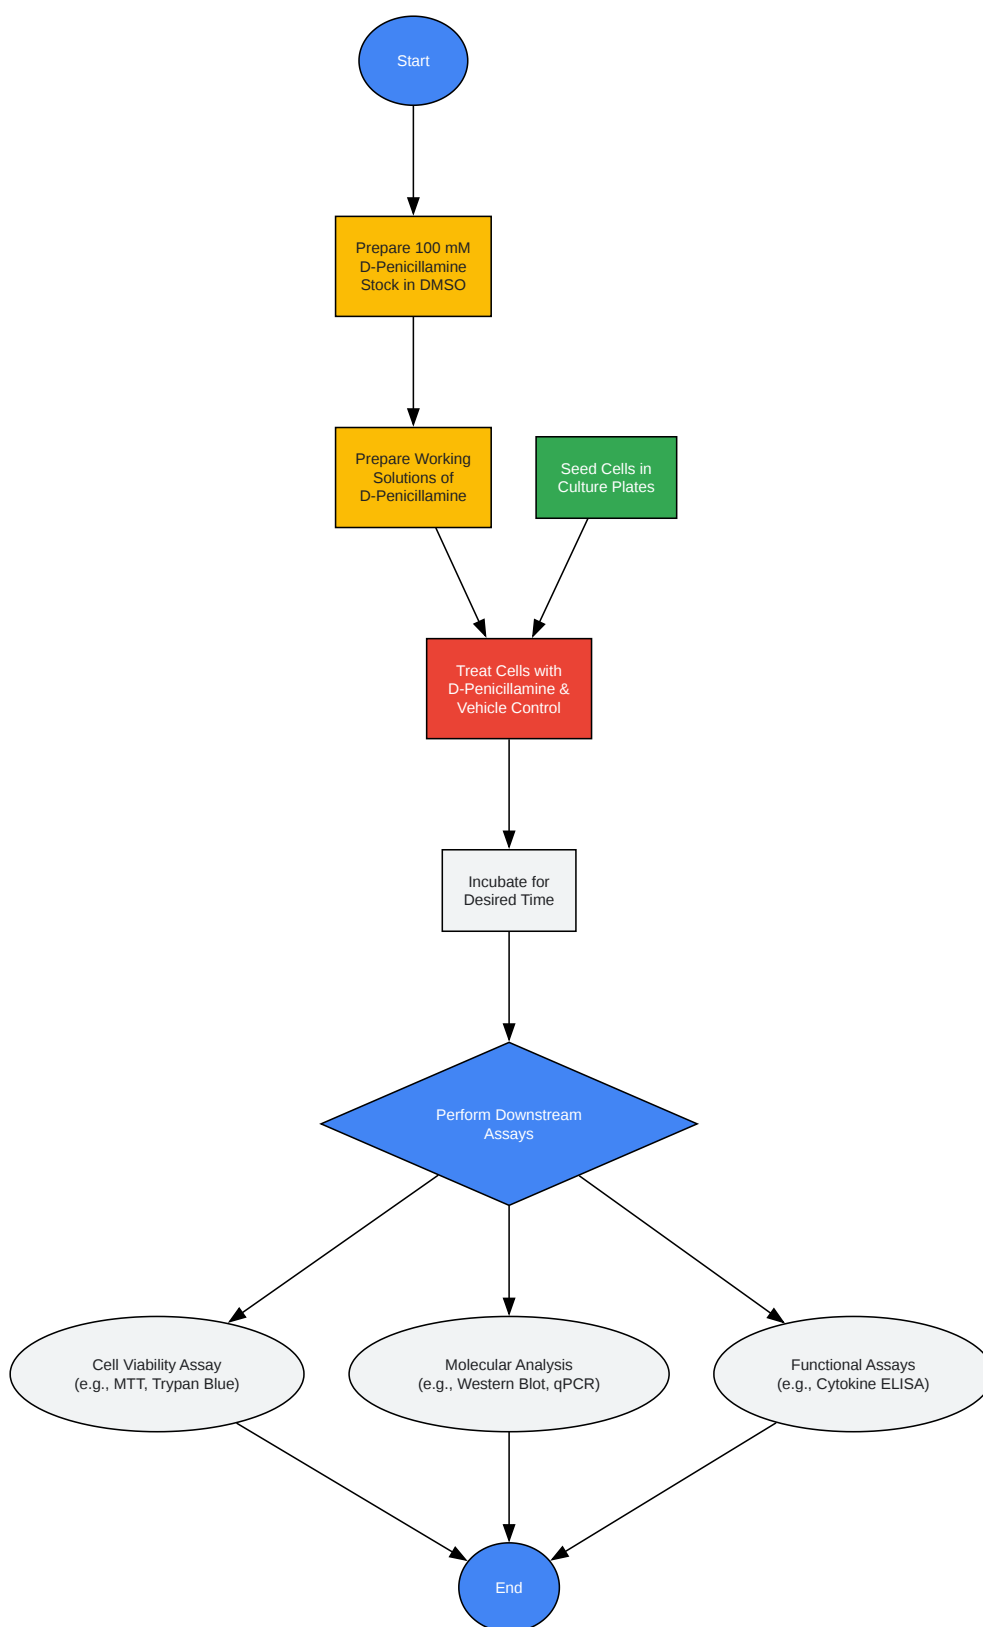 Start
Prepare 100 mM
D-Penicillamine
Stock in DMSO
Prepare Working
Solutions of
D-Penicillamine
Seed Cells in
Culture Plates
Treat Cells with
D-Penicillamine &
Vehicle Control
Incubate for
Desired Time
Perform Downstream
Assays
Cell Viability Assay
(e.g., MTT, Trypan Blue)
Molecular Analysis
(e.g., Western Blot, qPCR)
Functional Assays
(e.g., Cytokine ELISA)
End